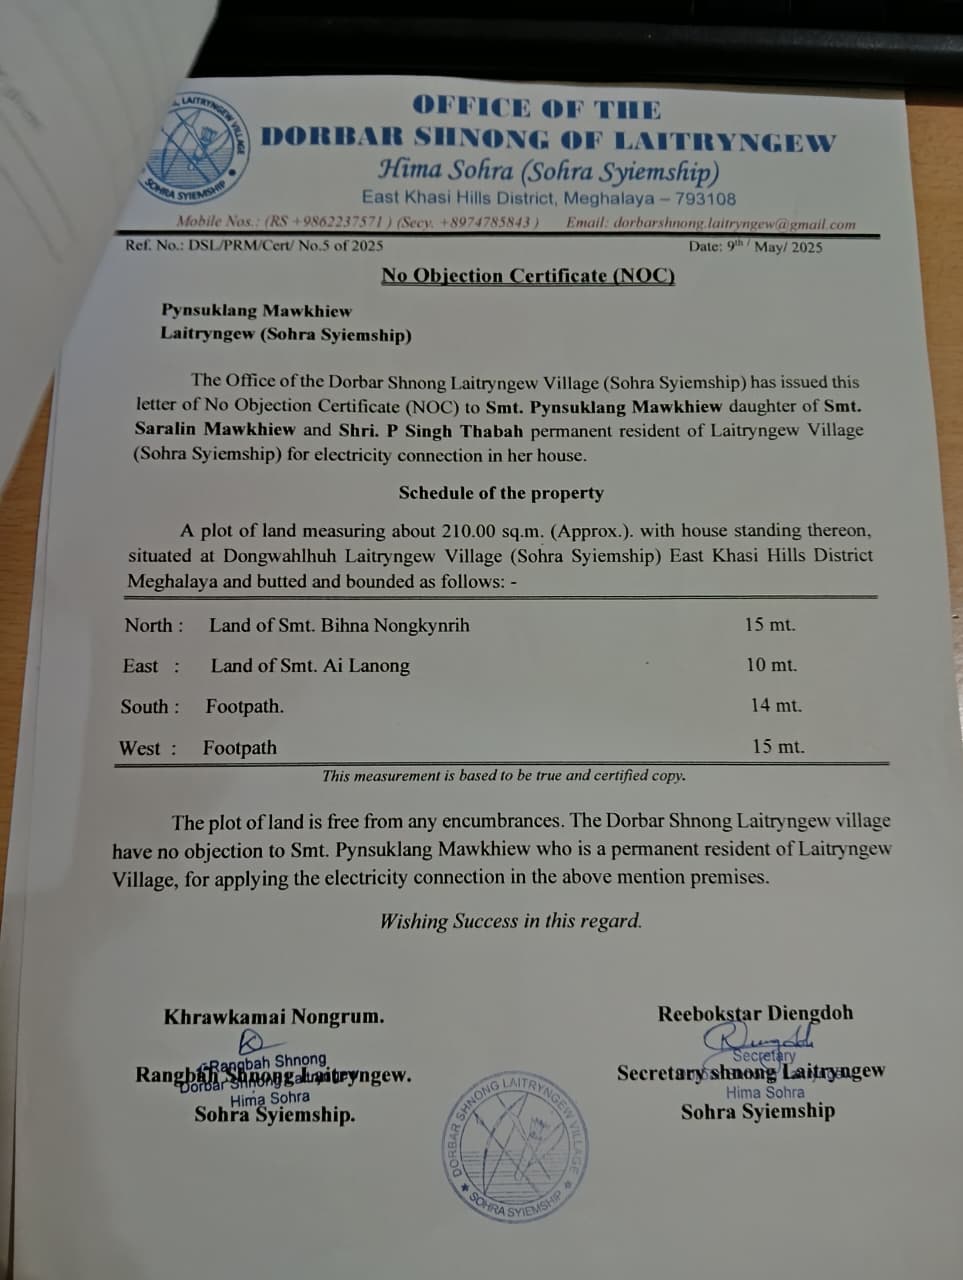 LAITRYNGEW VILLAGE
SOHRA SYIEMSHIP
OFFICE OF THE
DORBAR SHNONG OF LAITRYNGEW
Hima Sohra (Sohra Syiemship)
East Khasi Hills District, Meghalaya – 793108
Mobile Nos.: (RS +9862237571 ) (Secy. +8974785843 ) Email: dorbarshnong.laitryngew@gmail.com
Ref. No.: DSL/PRM/Cert/ No.5 of 2025 Date: 9th / May/ 2025
No Objection Certificate (NOC)
Pynsuklang Mawkhiew
Laitryngew (Sohra Syiemship)
The Office of the Dorbar Shnong Laitryngew Village (Sohra Syiemship) has issued this
letter of No Objection Certificate (NOC) to Smt. Pynsuklang Mawkhiew daughter of Smt.
Saralin Mawkhiew and Shri. P Singh Thabah permanent resident of Laitryngew Village
(Sohra Syiemship) for electricity connection in her house.
Schedule of the property
A plot of land measuring about 210.00 sq.m. (Approx.). with house standing thereon,
situated at Dongwahlhuh Laitryngew Village (Sohra Syiemship) East Khasi Hills District
Meghalaya and butted and bounded as follows: -
North : Land of Smt. Bihna Nongkynrih 15 mt.
East : Land of Smt. Ai Lanong 10 mt.
South : Footpath. 14 mt.
West : Footpath 15 mt.
This measurement is based to be true and certified copy.
The plot of land is free from any encumbrances. The Dorbar Shnong Laitryngew village
have no objection to Smt. Pynsuklang Mawkhiew who is a permanent resident of Laitryngew
Village, for applying the electricity connection in the above mention premises.
Wishing Success in this regard.
Khrawkamai Nongrum. Reebokstar Diengdoh
Rangbah Shnong Secretary
Rangbah Shnong Laitryngew. Secretary shnong Laitryngew
Dorbar Shnong
Hima Sohra Hima Sohra
Sohra Syiemship. Sohra Syiemship
DORBAR SHNONG LAITRYNGEW VILLAGE
SOHRA SYIEMSHIP